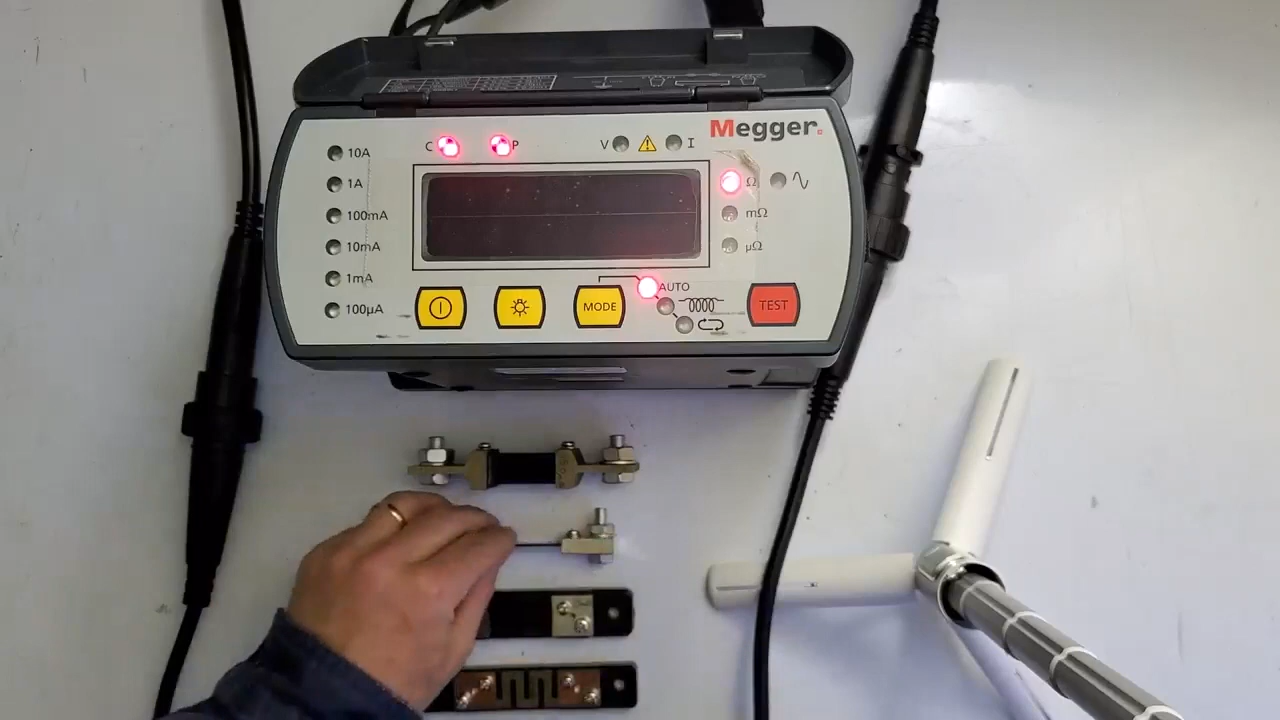 Megger.
C
P
V
I
10A
1A
100mA
10mA
1mA
100µA
Ω
mΩ
µΩ
AUTO
MODE
TEST